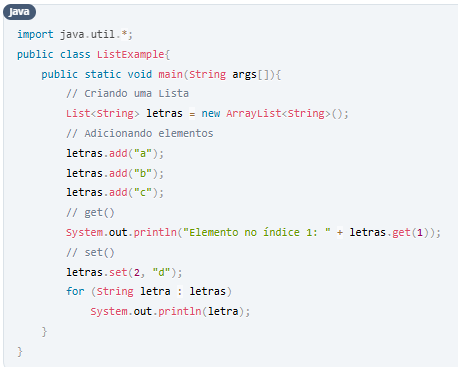 java
import java.util.*;
public class ListExample{
    public static void main(String args[]){
        // Criando uma Lista
        List<String> letras = new ArrayList<String>();
        // Adicionando elementos
        letras.add("a");
        letras.add("b");
        letras.add("c");
        // get()
        System.out.println("Elemento no índice 1: " + letras.get(1));
        // set()
        letras.set(2, "d");
        for (String letra : letras)
            System.out.println(letra);
    }
}